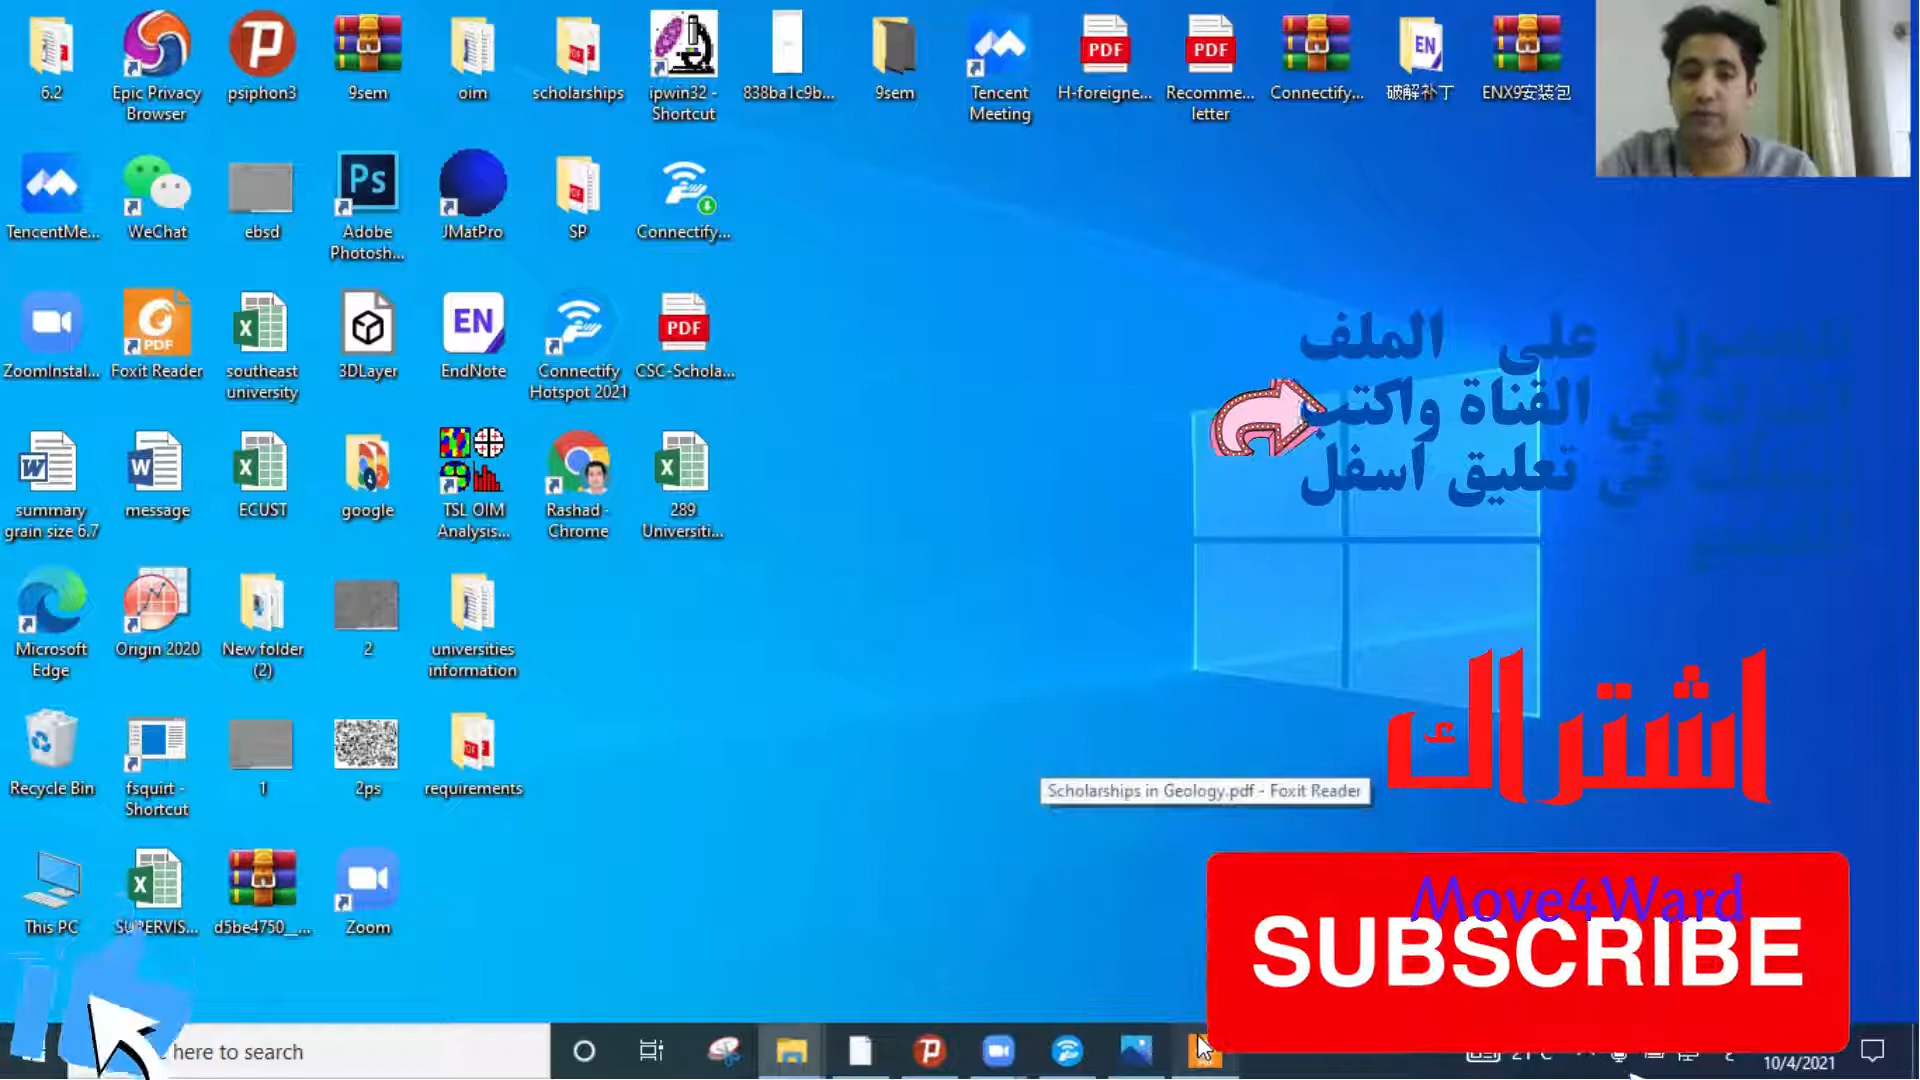 6.2
Epic Privacy
Browser
psiphon3
9sem
oim
scholarships
ipwin32 -
Shortcut
838ba1c9b...
9sem
Tencent
Meeting
H-foreigne...
Recomme...
letter
Connectify...
破解补丁
ENX9安装包
TencentMe...
WeChat
ebsd
Adobe
Photosh...
JMatPro
SP
Connectify...
ZoomInstal...
Foxit Reader
southeast
university
3DLayer
EndNote
Connectify
Hotspot 2021
CSC-Schola...
على الملف
القناة واكتب
في تعليق اسفل
summary
grain size 6.7
message
ECUST
google
TSL OIM
Analysis...
Rashad -
Chrome
289
Universiti...
Microsoft
Edge
Origin 2020
New folder
(2)
2
universities
information
Recycle Bin
fsquirt -
Shortcut
1
2ps
requirements
Scholarships in Geology.pdf - Foxit Reader
اشتراك
This PC
SUPERVIS...
d5be4750__...
Zoom
Move4Ward
SUBSCRIBE
here to search
10/4/2021